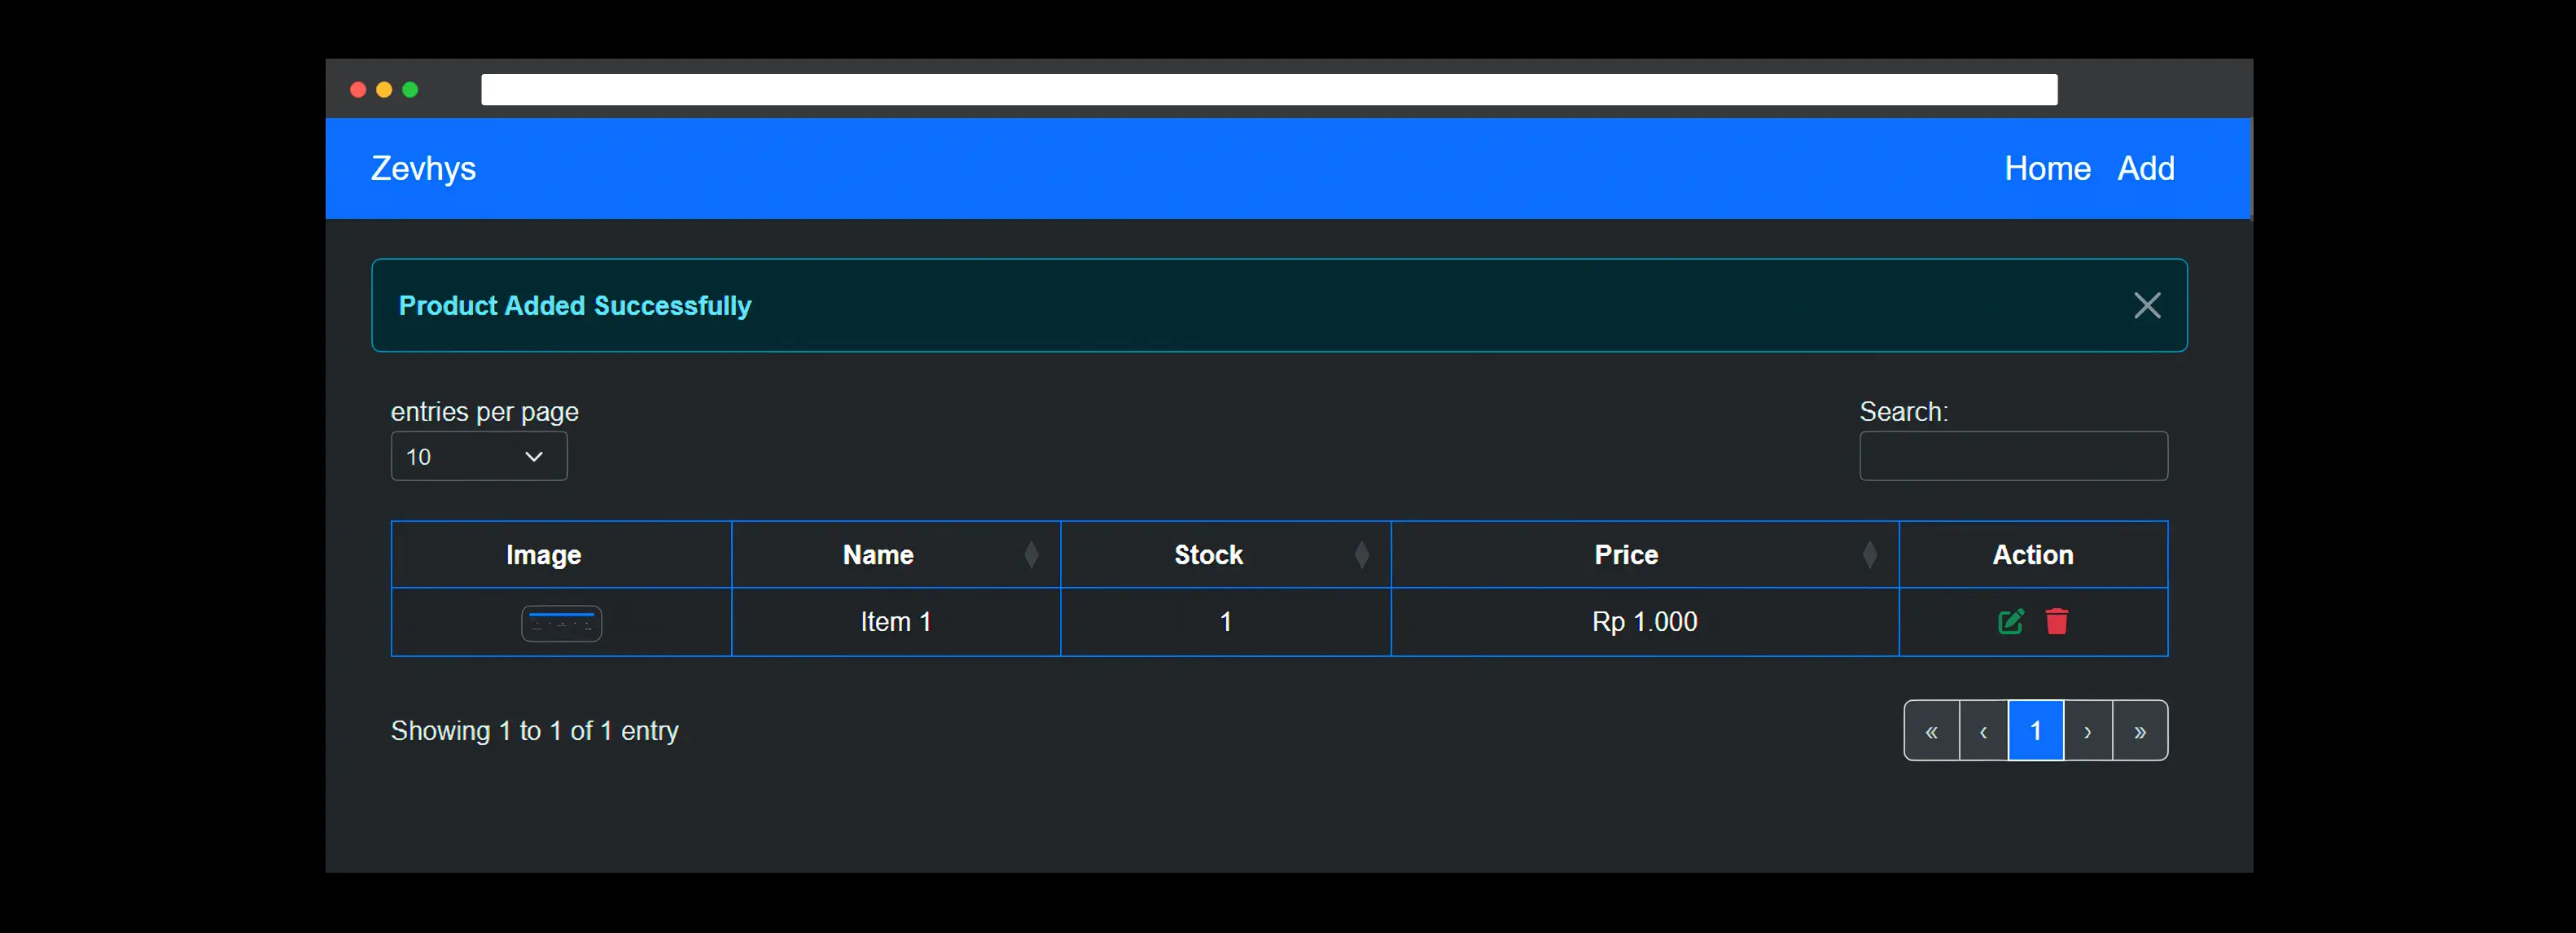 Zevhys Home Add
Product Added Successfully
entries per page Search:
10
Image Name Stock Price Action
Item 1 1 Rp 1.000
Showing 1 to 1 of 1 entry « ‹ 1 › »